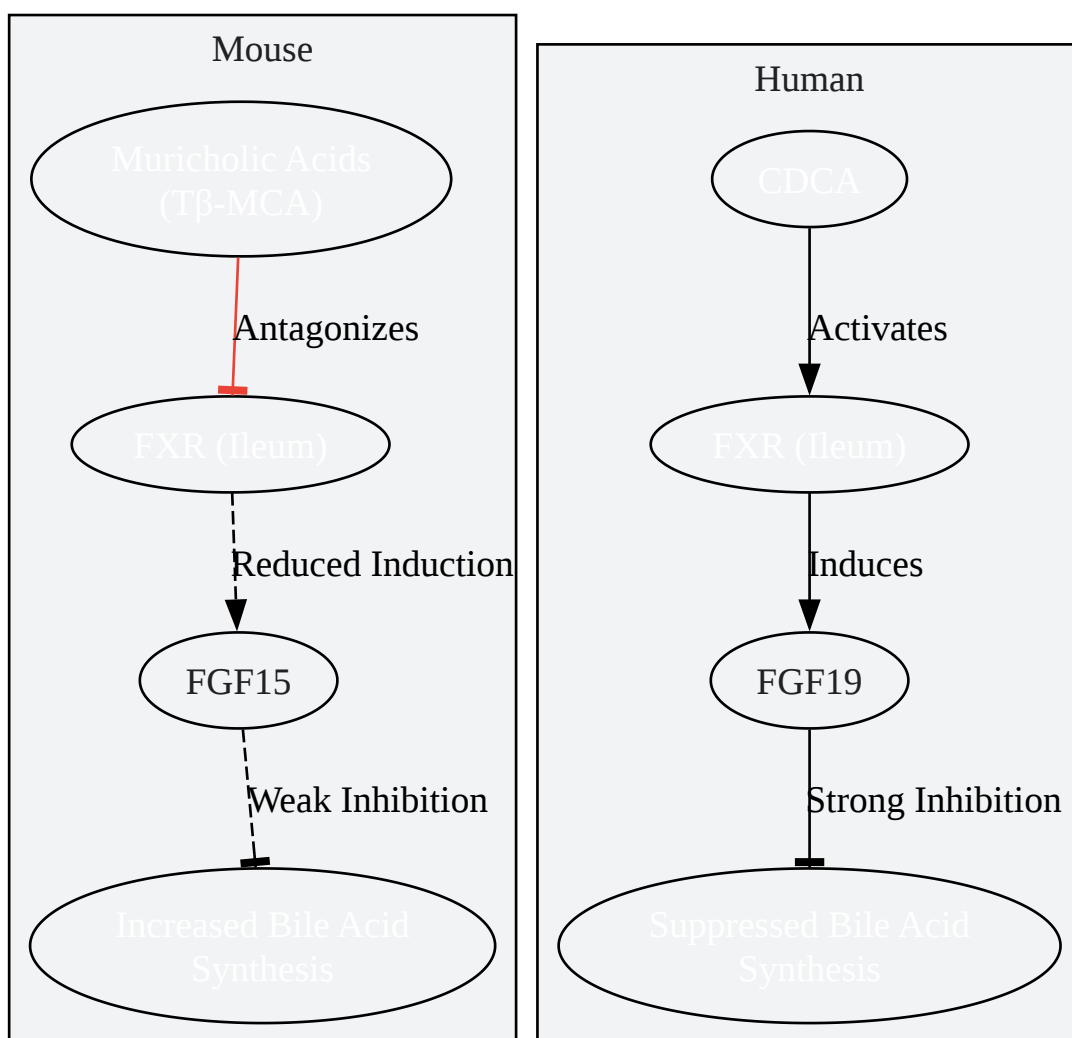 Mouse
Muricholic Acids
(Tβ-MCA)
Antagonizes
FXR (Ileum)
Reduced Induction
FGF15
Weak Inhibition
Increased Bile Acid
Synthesis
Human
CDCA
Activates
FXR (Ileum)
Induces
FGF19
Strong Inhibition
Suppressed Bile Acid
Synthesis